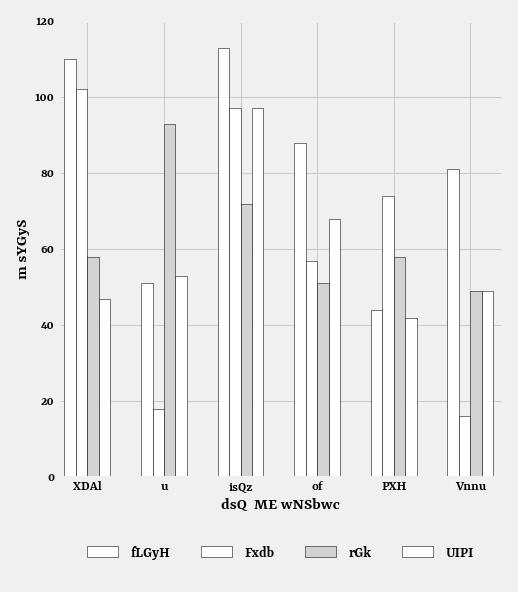 120
100
80
60
40
20
0
m sYGyS
XDAl u isQz of PXH Vnnu
dsQ ME wNSbwc
fLGyH Fxdb rGk UIPI